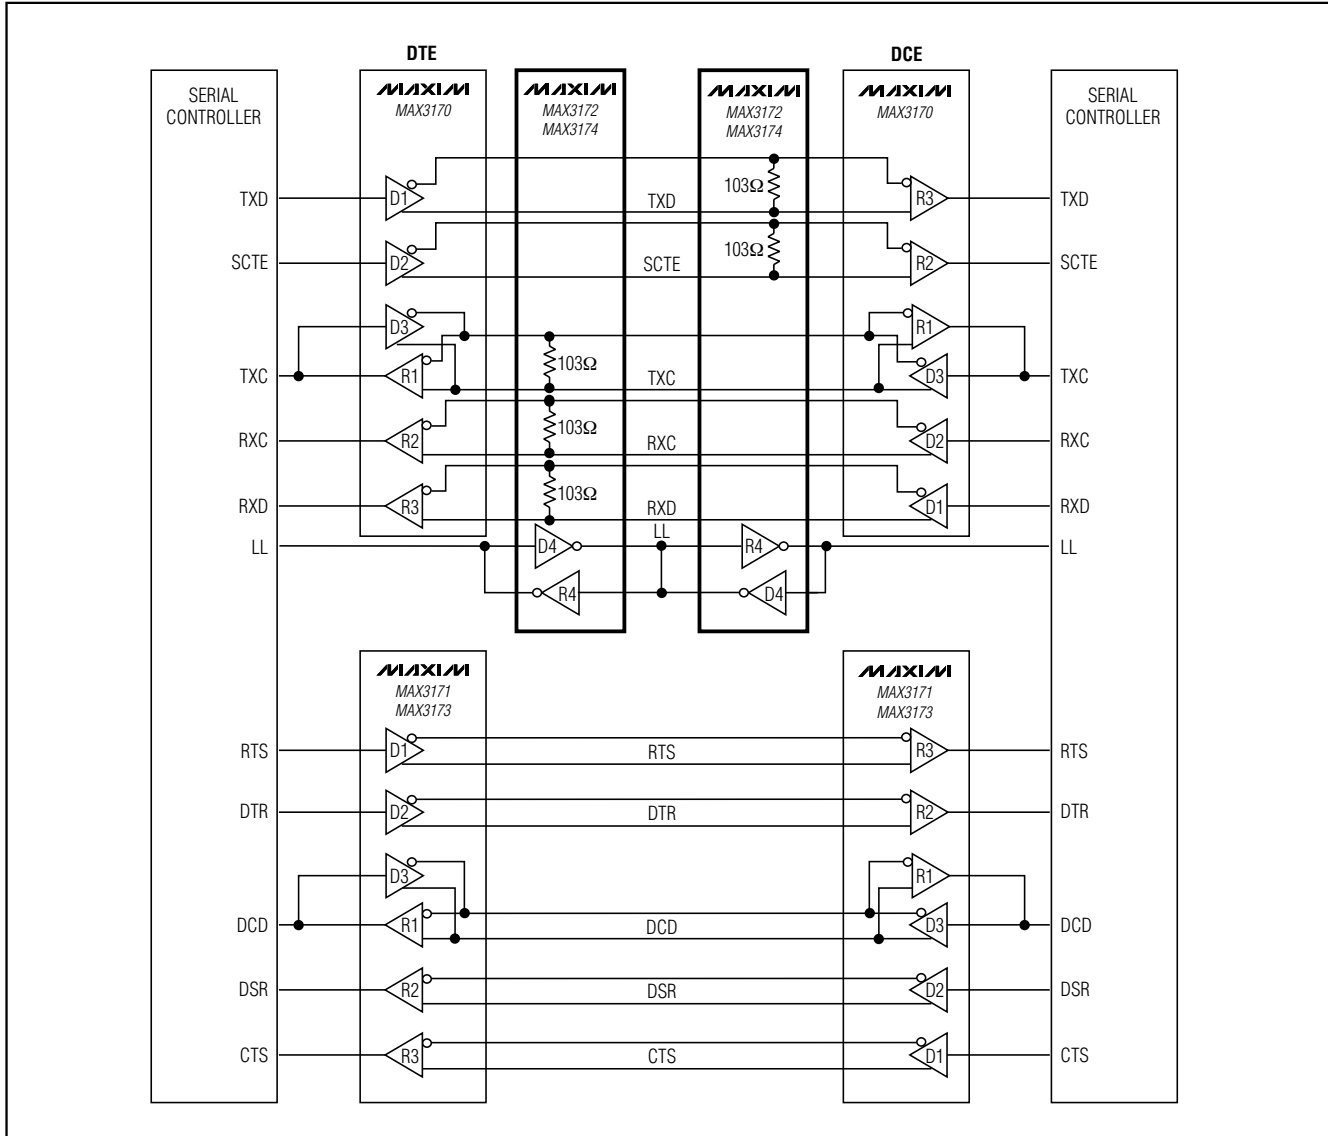 DTE
DCE
SERIAL
CONTROLLER
MAXIM
MAX3170
MAXIM
MAX3172
MAX3174
MAXIM
MAX3172
MAX3174
MAXIM
MAX3170
SERIAL
CONTROLLER
TXD
D1
TXD
103Ω
R3
TXD
SCTE
D2
SCTE
103Ω
R2
SCTE
D3
R1
TXC
R1
103Ω
TXC
D3
TXC
RXC
R2
103Ω
RXC
D2
RXC
RXD
R3
103Ω
RXD
D1
RXD
LL
D4
LL
R4
LL
R4
D4
MAXIM
MAX3171
MAX3173
MAXIM
MAX3171
MAX3173
RTS
D1
RTS
R3
RTS
DTR
D2
DTR
R2
DTR
D3
R1
DCD
R1
DCD
D3
DCD
DSR
R2
DSR
D2
DSR
CTS
R3
CTS
D1
CTS